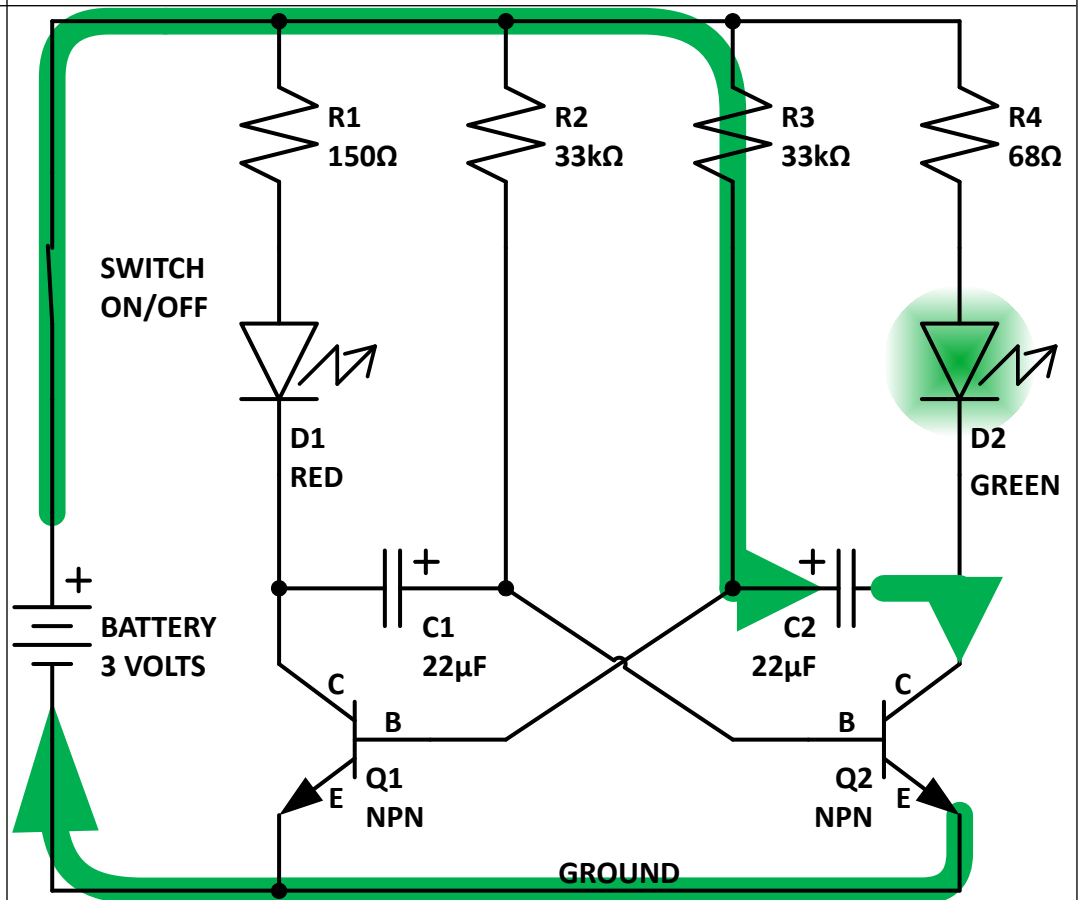 R1
150Ω
R2
33kΩ
R3
33kΩ
R4
68Ω
SWITCH
ON/OFF
D1
RED
D2
GREEN
+
BATTERY
3 VOLTS
+
C1
22µF
+
C2
22µF
C
B
E
Q1
NPN
C
B
E
Q2
NPN
GROUND